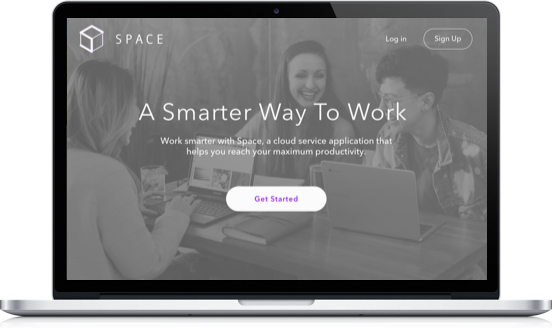 SPACE
Log in
Sign Up
A Smarter Way To Work
Work smarter with Space, a cloud service application that
helps you reach your maximum productivity.
Get Started